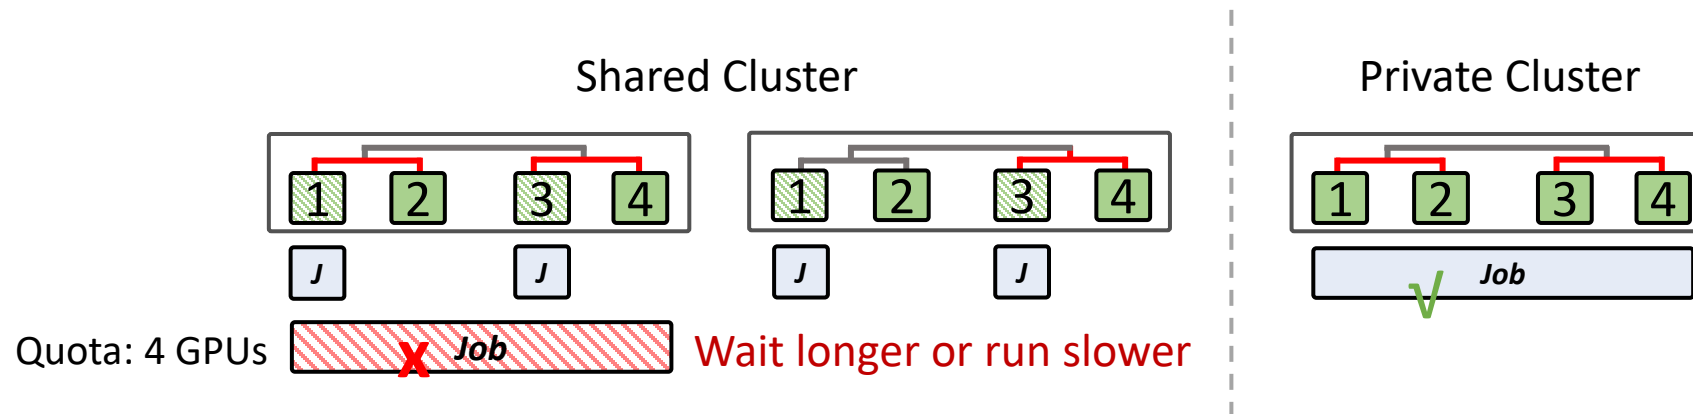 Shared Cluster
Private Cluster
1 2 3 4
1 2 3 4
1 2 3 4
J J
J J
Job
√
Quota: 4 GPUs
X Job
Wait longer or run slower